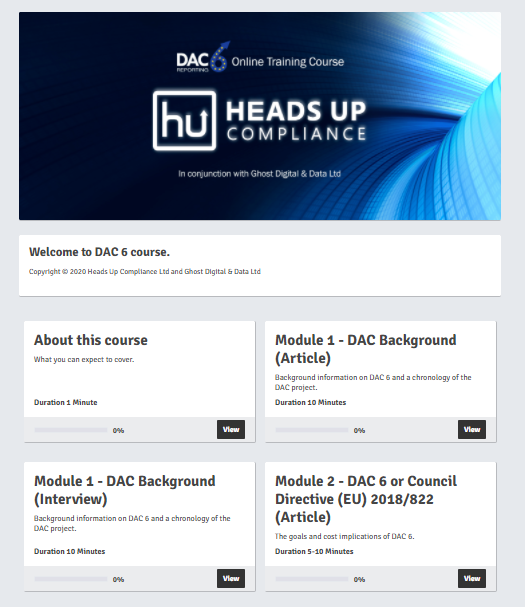 DAC 6 Online Training Course
REPORTING
hu HEADS UP
COMPLIANCE
In conjunction with Ghost Digital & Data Ltd
Welcome to DAC 6 course.
Copyright © 2020 Heads Up Compliance Ltd and Ghost Digital & Data Ltd
About this course
What you can expect to cover.
Duration 1 Minute
0%
View
Module 1 - DAC Background
(Article)
Background information on DAC 6 and a chronology of the
DAC project.
Duration 10 Minutes
0%
View
Module 1 - DAC Background
(Interview)
Background information on DAC 6 and a chronology of the
DAC project.
Duration 10 Minutes
0%
View
Module 2 - DAC 6 or Council
Directive (EU) 2018/822
(Article)
The goals and cost implications of DAC 6.
Duration 5-10 Minutes
0%
View